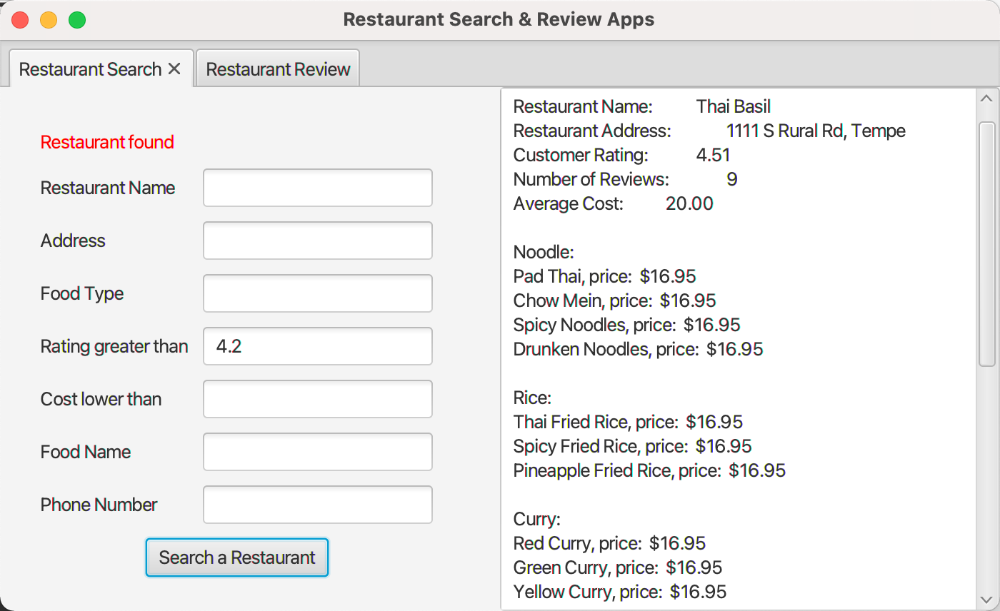 Restaurant Search & Review Apps
Restaurant Search
Restaurant Review
Restaurant found
Restaurant Name
Address
Food Type
Rating greater than 4.2
Cost lower than
Food Name
Phone Number
Search a Restaurant
Restaurant Name: Thai Basil
Restaurant Address: 1111 S Rural Rd, Tempe
Customer Rating: 4.51
Number of Reviews: 9
Average Cost: 20.00
Noodle:
Pad Thai, price: $16.95
Chow Mein, price: $16.95
Spicy Noodles, price: $16.95
Drunken Noodles, price: $16.95
Rice:
Thai Fried Rice, price: $16.95
Spicy Fried Rice, price: $16.95
Pineapple Fried Rice, price: $16.95
Curry:
Red Curry, price: $16.95
Green Curry, price: $16.95
Yellow Curry, price: $16.95